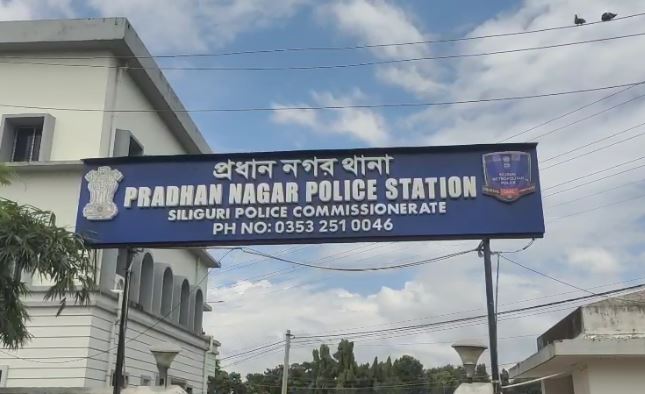 প্রধান নগর থানা
PRADHAN NAGAR POLICE STATION
SILIGURI POLICE COMMISSIONERATE
PH NO: 0353 251 0046